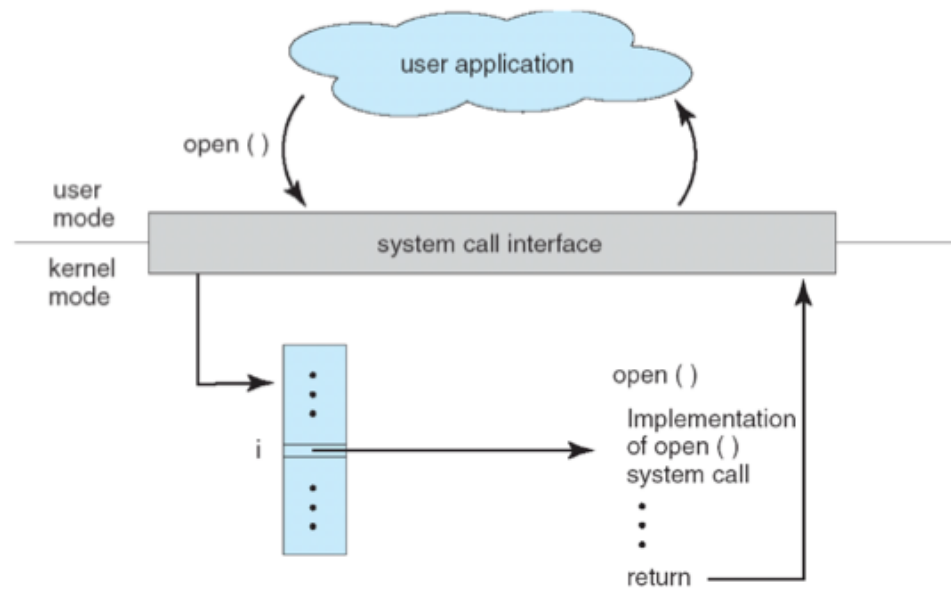 user application
open ( )
user
mode
system call interface
kernel
mode
open ( )
Implementation
of open ( )
system call
i
return